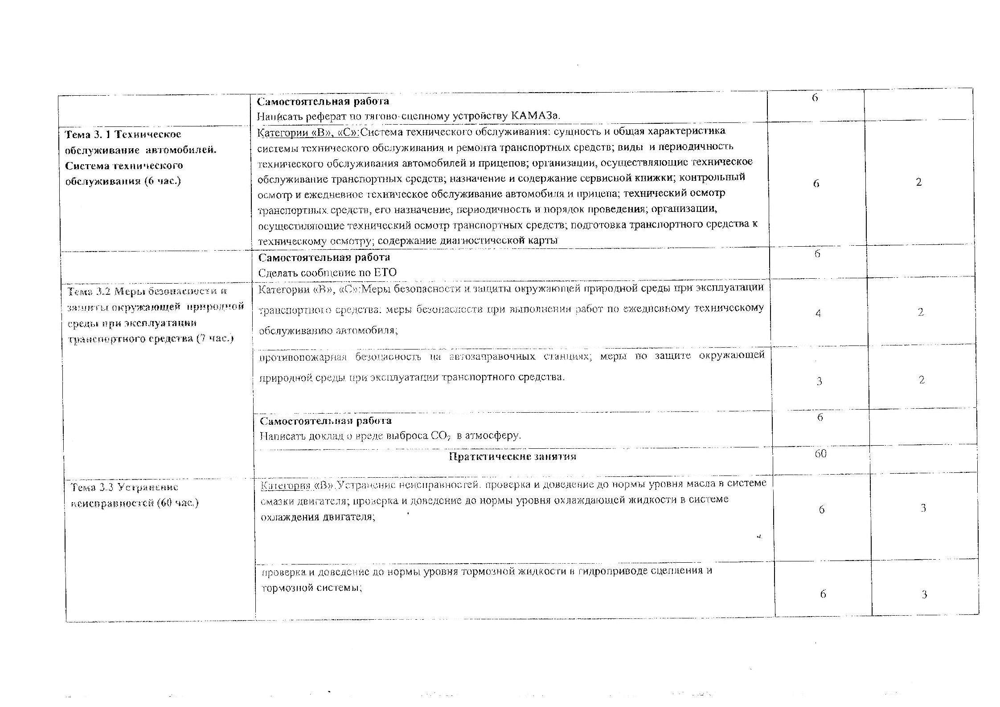 Самостоятельная работа
6
Написать реферат по тягово-сцепному устройству КАМАЗа.
Тема 3. 1 Техническое
обслуживание автомобилей.
Система технического
обслуживания (6 час.)
Категории «В», «С»:Система технического обслуживания: сущность и общая характеристика
системы технического обслуживания и ремонта транспортных средств; виды и периодичность
технического обслуживания автомобилей и прицепов; организации, осуществляющие техническое
обслуживание транспортных средств; назначение и содержание сервисной книжки; контрольный
осмотр и ежедневное техническое обслуживание автомобиля и прицепа; технический осмотр
транспортных средств, его назначение, периодичность и порядок проведения; организации,
осуществляющие технический осмотр транспортных средств; подготовка транспортного средства к
техническому осмотру; содержание диагностической карты
6
2
Самостоятельная работа
6
Сделать сообщение по ЕТО
Тема 3.2 Меры безопасности и
защиты окружающей природной
среды при эксплуатации
транспортного средства (7 час.)
Категории «В», «С»:Меры безопасности и защиты окружающей природной среды при эксплуатации
транспортного средства: меры безопасности при выполнении работ по ежедневному техническому
обслуживанию автомобиля;
4
2
противопожарная безопасность на автозаправочных станциях; меры по защите окружающей
природной среды при эксплуатации транспортного средства.
3
2
Самостоятельная работа
6
Написать доклад о вреде выброса СО₂ в атмосферу.
Пратктические занятия
60
Тема 3.3 Устранение
неисправностей (60 час.)
Категория «В»:Устранение неисправностей: проверка и доведение до нормы уровня масла в системе
смазки двигателя; проверка и доведение до нормы уровня охлаждающей жидкости в системе
охлаждения двигателя;
6
3
проверка и доведение до нормы уровня тормозной жидкости в гидроприводе сцепления и
тормозной системы;
6
3